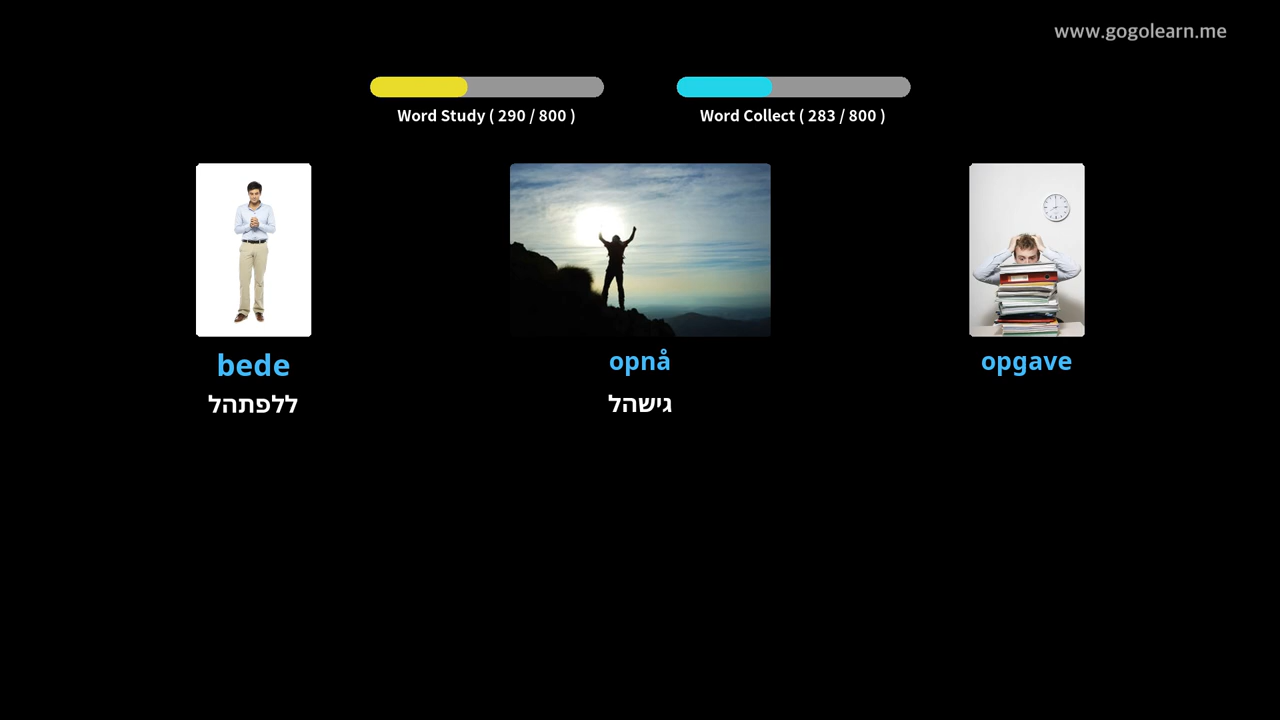 www.gogolearn.me
Word Study ( 290 / 800 )
Word Collect ( 283 / 800 )
bede
opnå
opgave
ללפתהל
גישהל